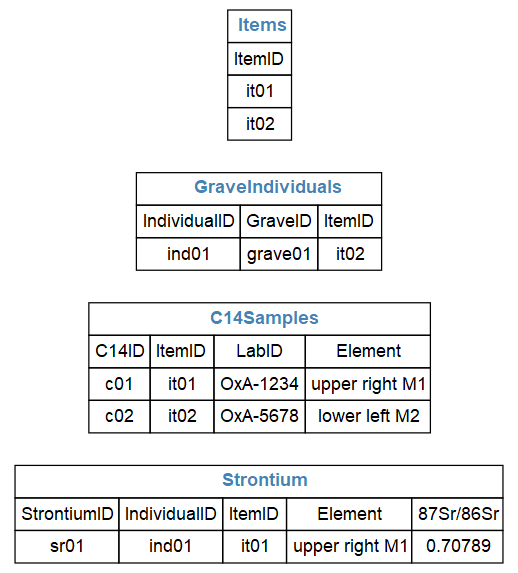 Items
ItemID
it01
it02
GraveIndividuals
IndividualID GraveID ItemID
ind01 grave01 it02
C14Samples
C14ID ItemID LabID Element
c01 it01 OxA-1234 upper right M1
c02 it02 OxA-5678 lower left M2
Strontium
StrontiumID IndividualID ItemID Element 87Sr/86Sr
sr01 ind01 it01 upper right M1 0.70789